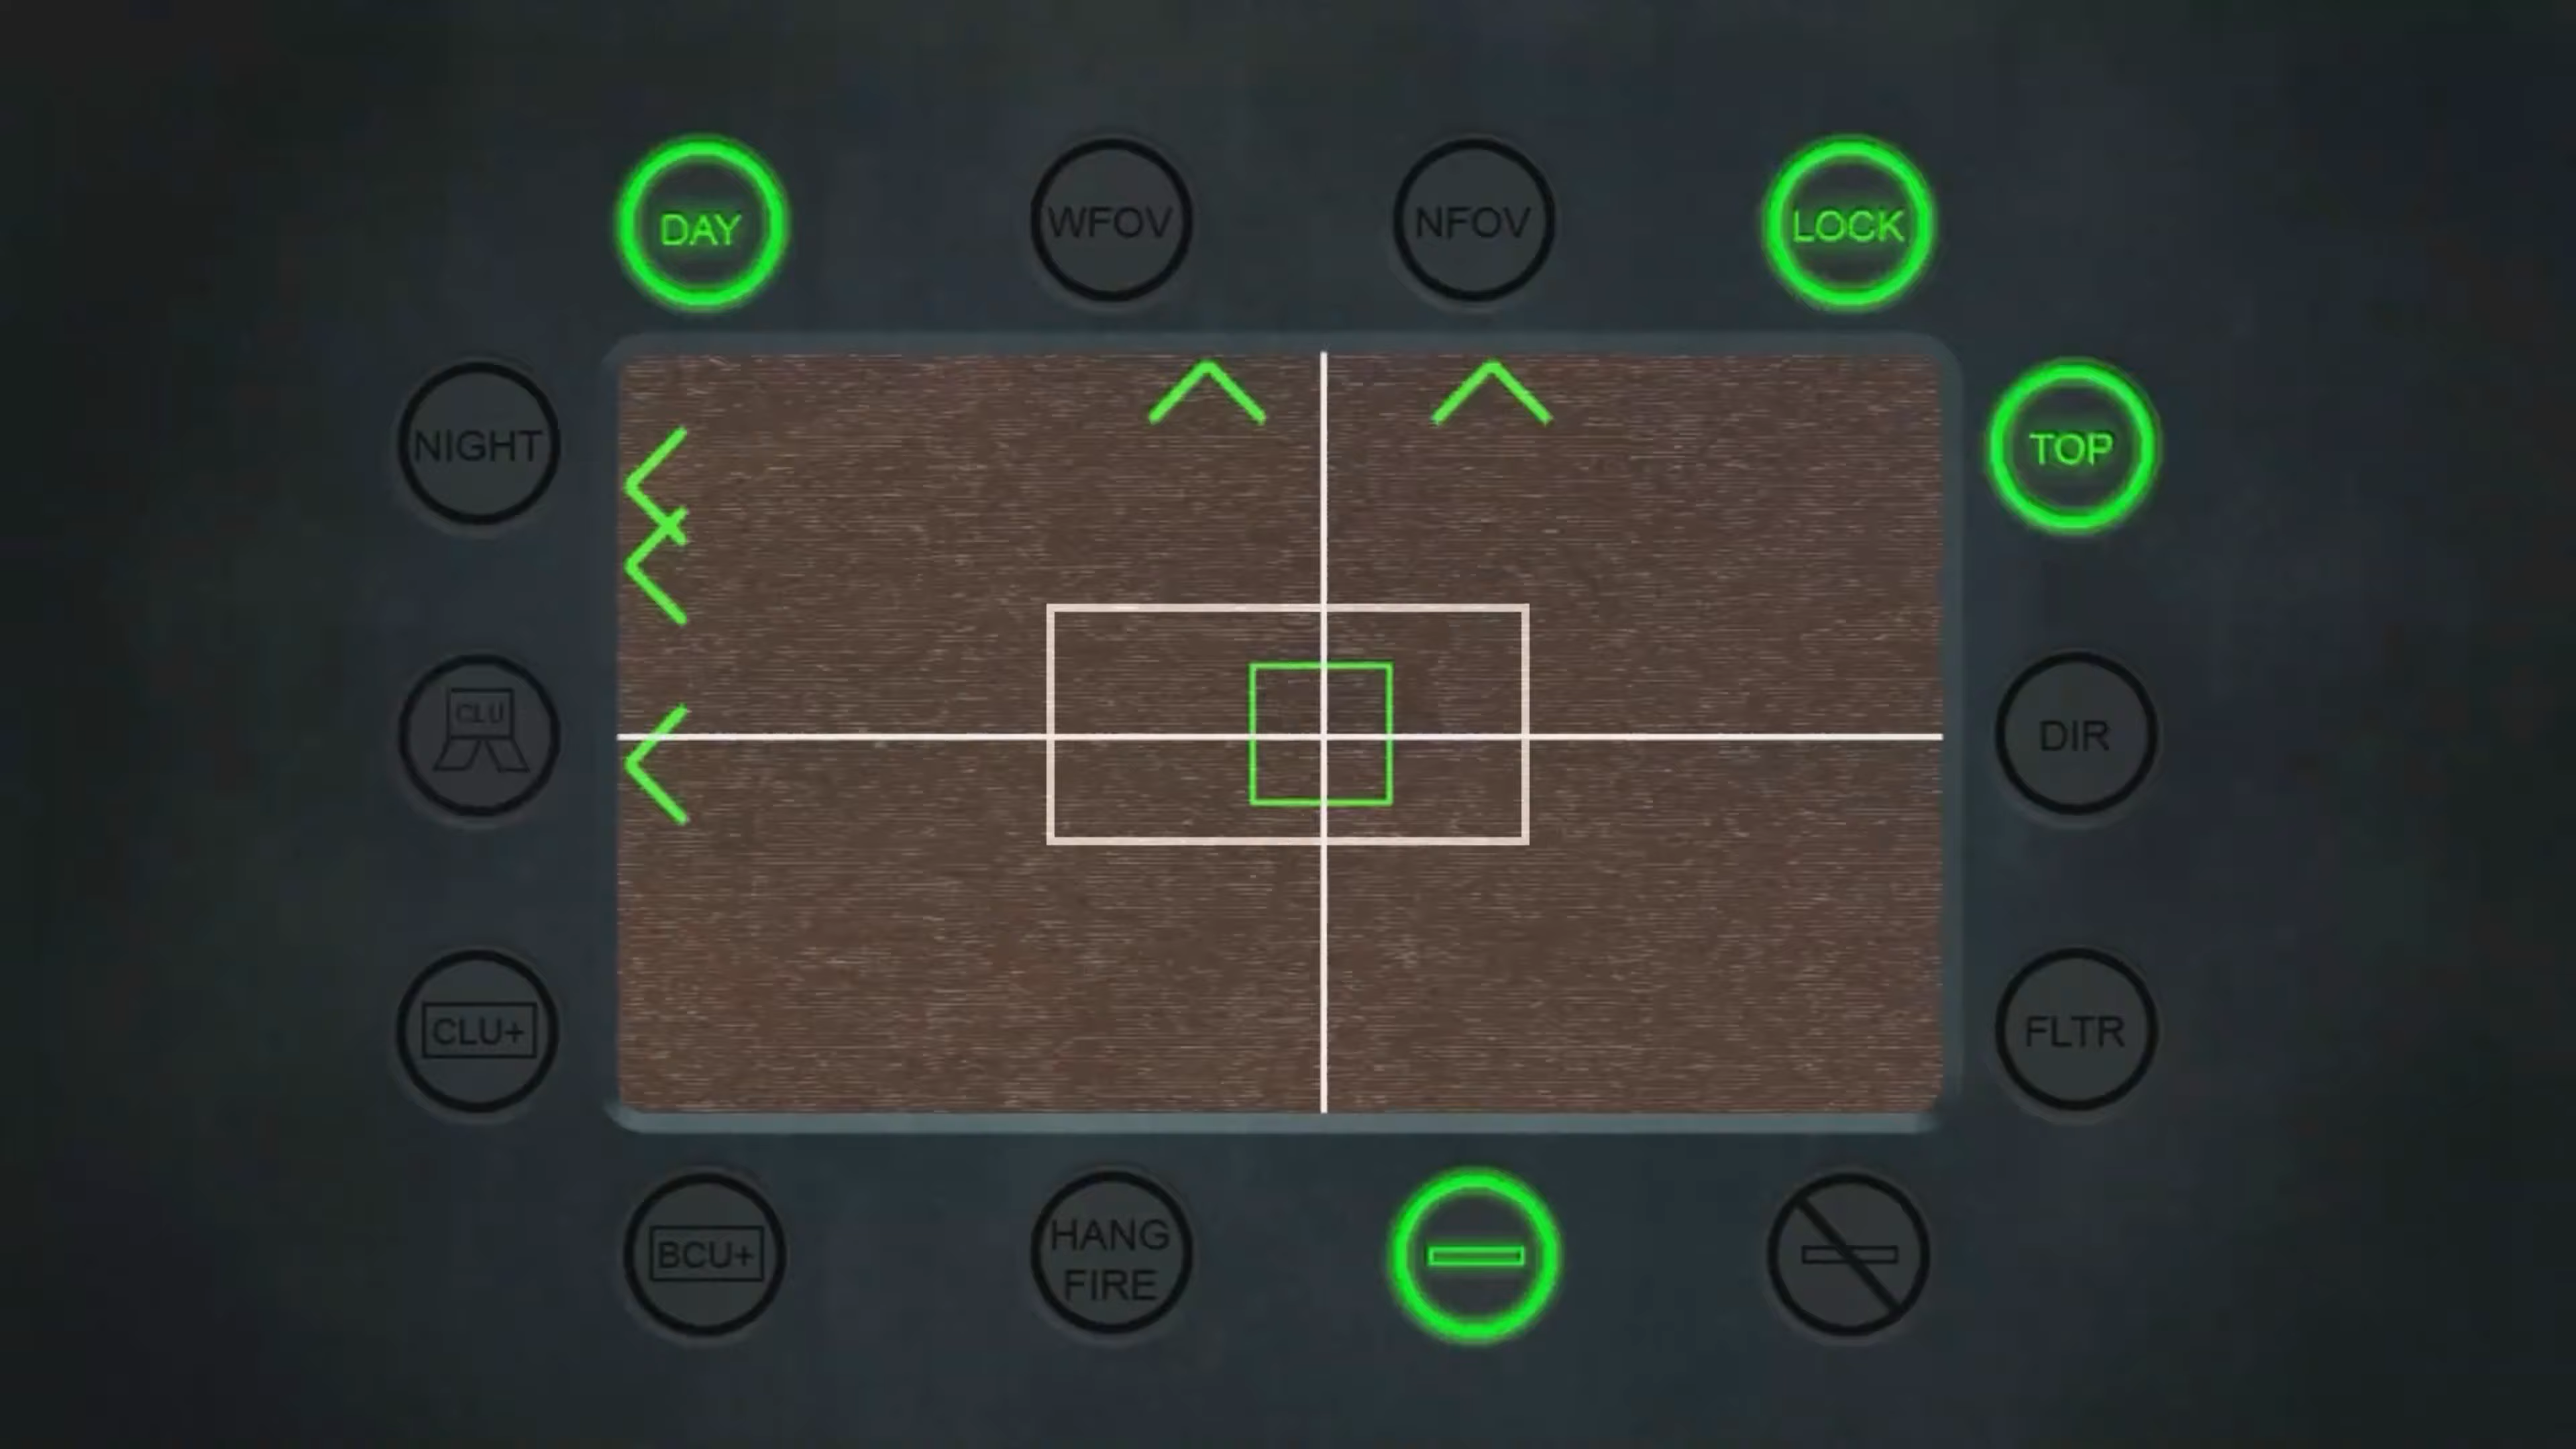 DAY
WFOV
NFOV
LOCK
NIGHT
TOP
CLU
DIR
CLU+
FLTR
BCU+
HANG
FIRE